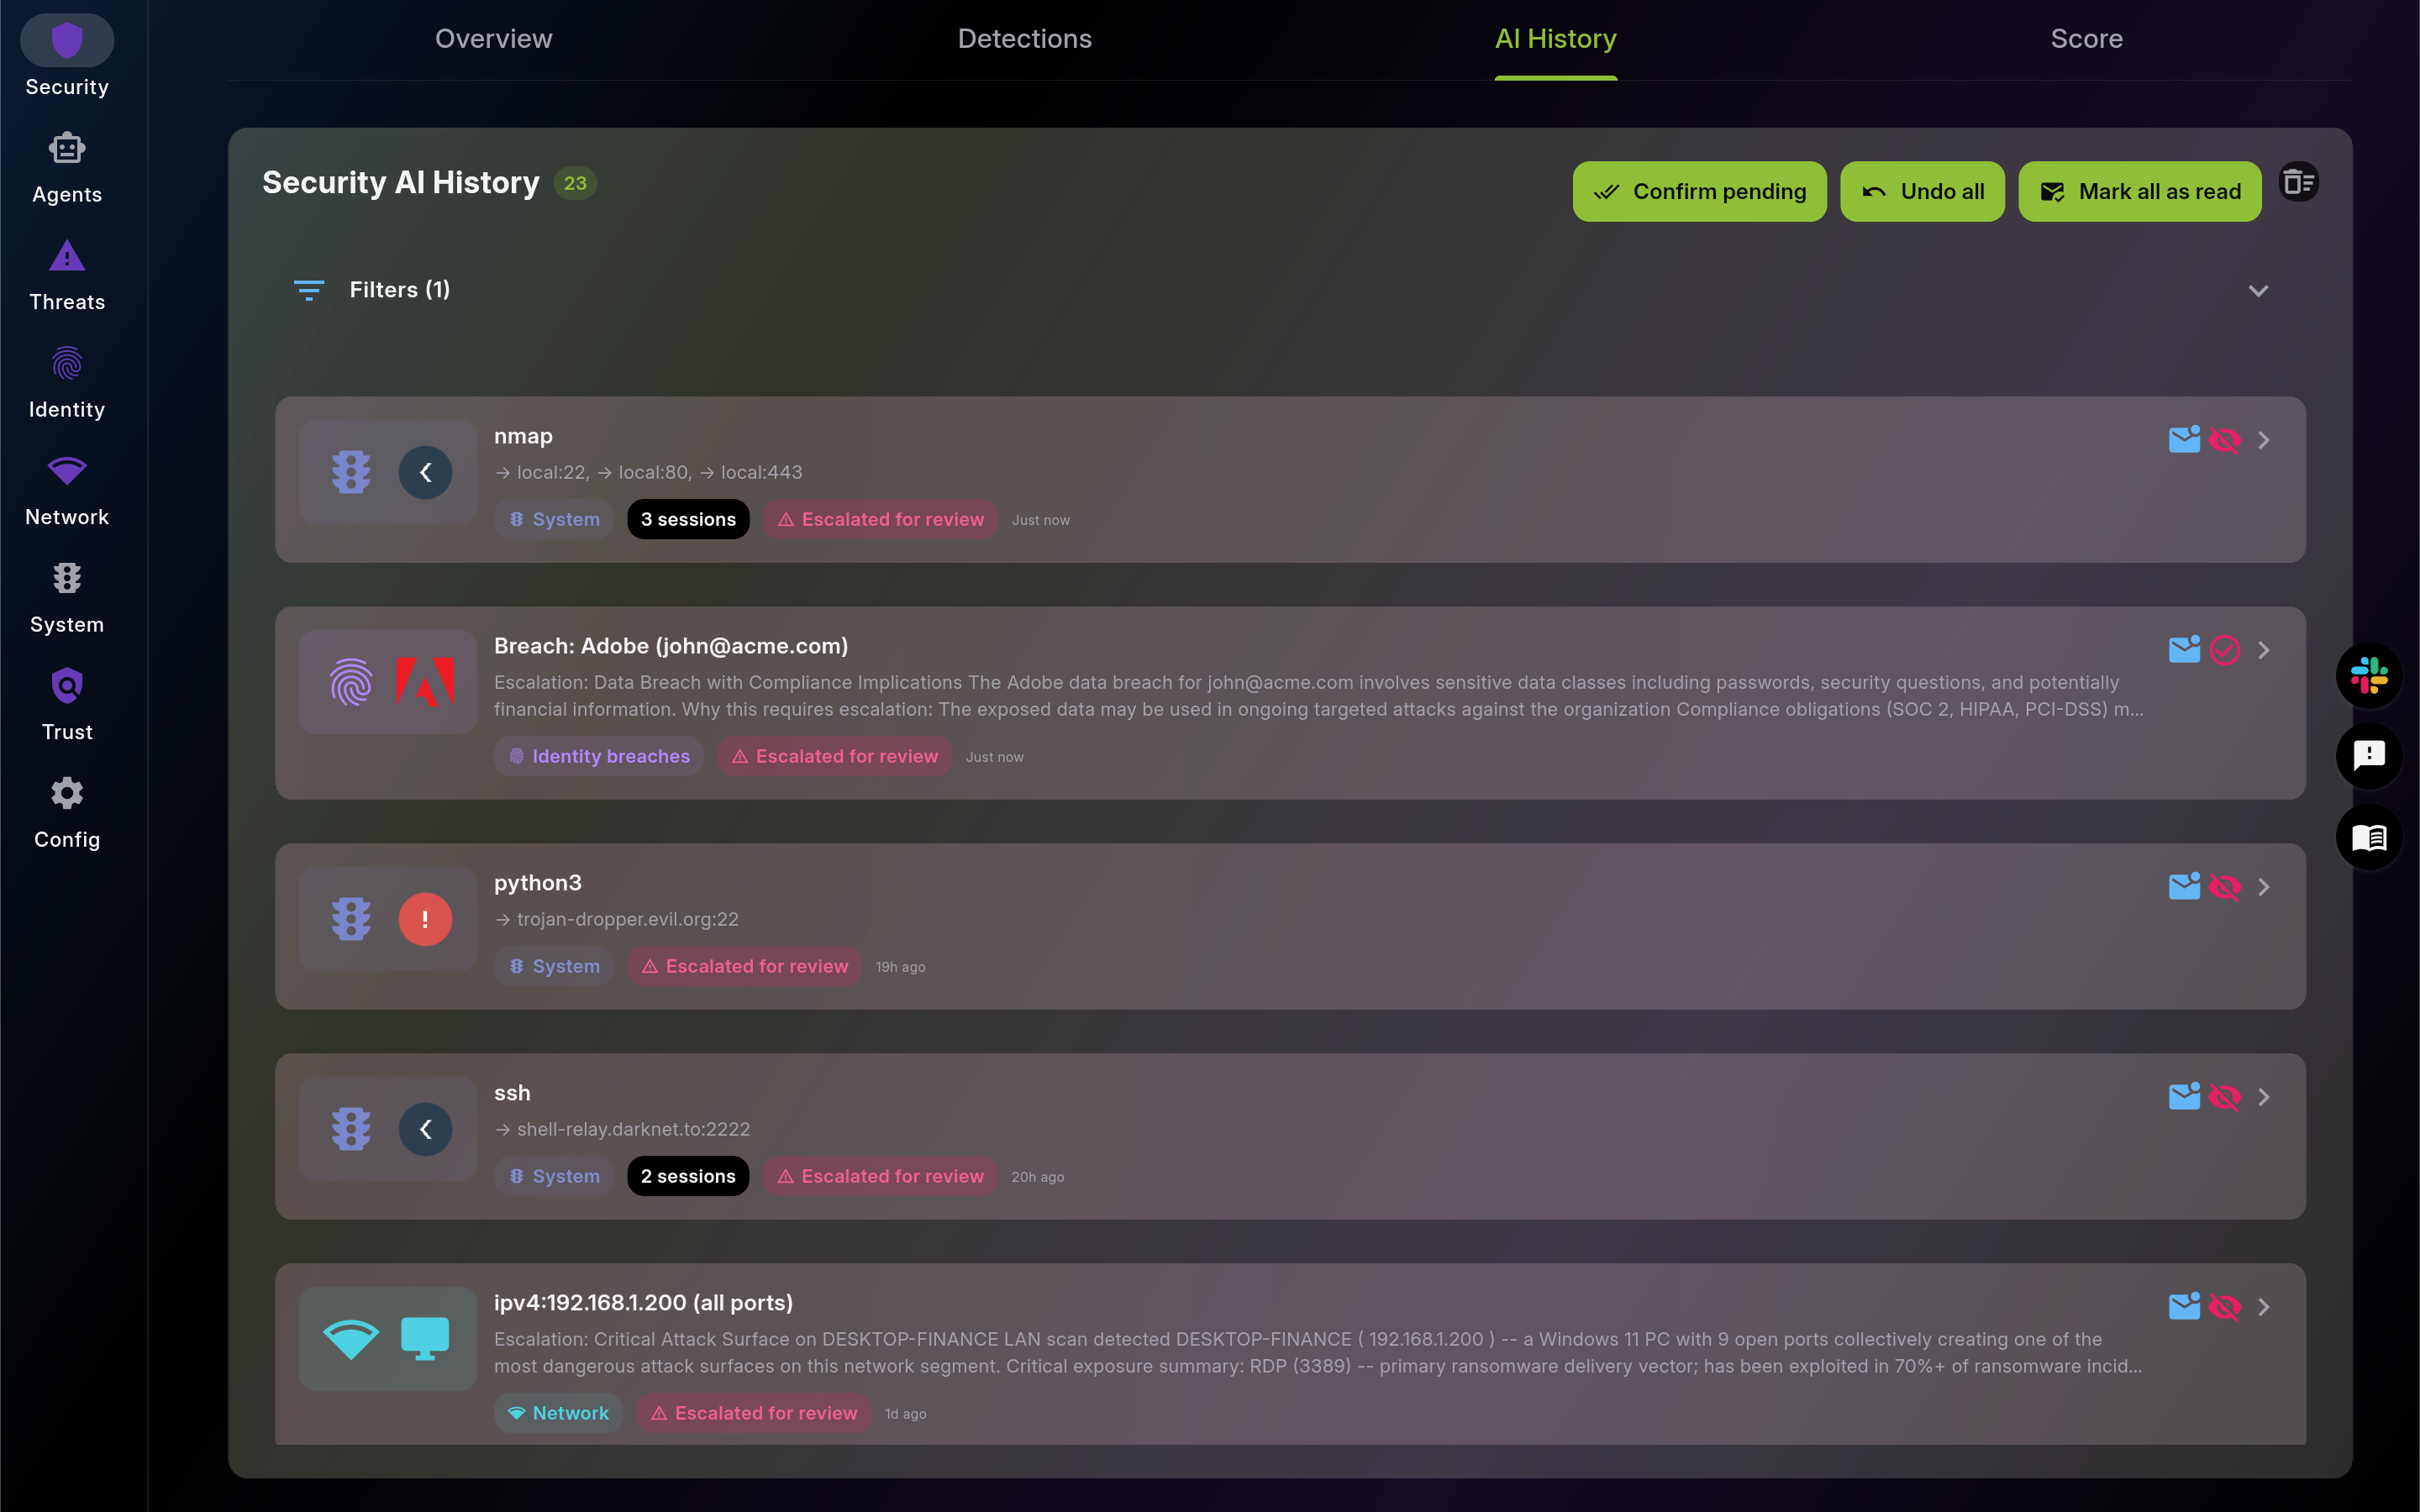 Overview
Detections
AI History
Score
Security
Agents
Threats
Identity
Network
System
Trust
Config
Security AI History 23
Confirm pending
Undo all
Mark all as read
Filters (1)
nmap
→ local:22, → local:80, → local:443
System 3 sessions Escalated for review Just now
Breach: Adobe (john@acme.com)
Escalation: Data Breach with Compliance Implications The Adobe data breach for john@acme.com involves sensitive data classes including passwords, security questions, and potentially
financial information. Why this requires escalation: The exposed data may be used in ongoing targeted attacks against the organization Compliance obligations (SOC 2, HIPAA, PCI-DSS) m...
Identity breaches Escalated for review Just now
python3
→ trojan-dropper.evil.org:22
System Escalated for review 19h ago
ssh
→ shell-relay.darknet.to:2222
System 2 sessions Escalated for review 20h ago
ipv4:192.168.1.200 (all ports)
Escalation: Critical Attack Surface on DESKTOP-FINANCE LAN scan detected DESKTOP-FINANCE ( 192.168.1.200 ) -- a Windows 11 PC with 9 open ports collectively creating one of the
most dangerous attack surfaces on this network segment. Critical exposure summary: RDP (3389) -- primary ransomware delivery vector; has been exploited in 70%+ of ransomware incid...
Network Escalated for review 1d ago